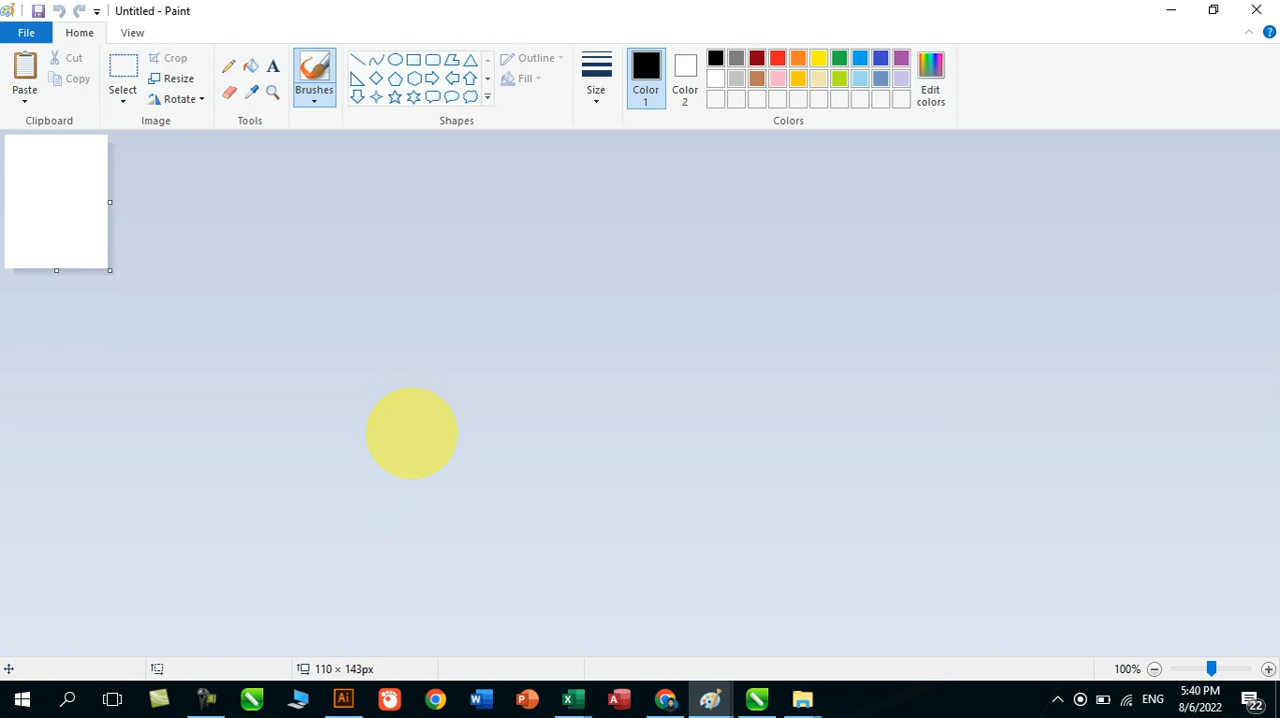 Untitled - Paint
File Home View
Paste
Cut
Copy
Clipboard
Select
Crop
Resize
Rotate
Image
A
Tools
Brushes
Outline
Fill
Shapes
Size
Color 1
Color 2
Edit colors
Colors
110 × 143px
100%
Ai
ENG
5:40 PM
8/6/2022
22